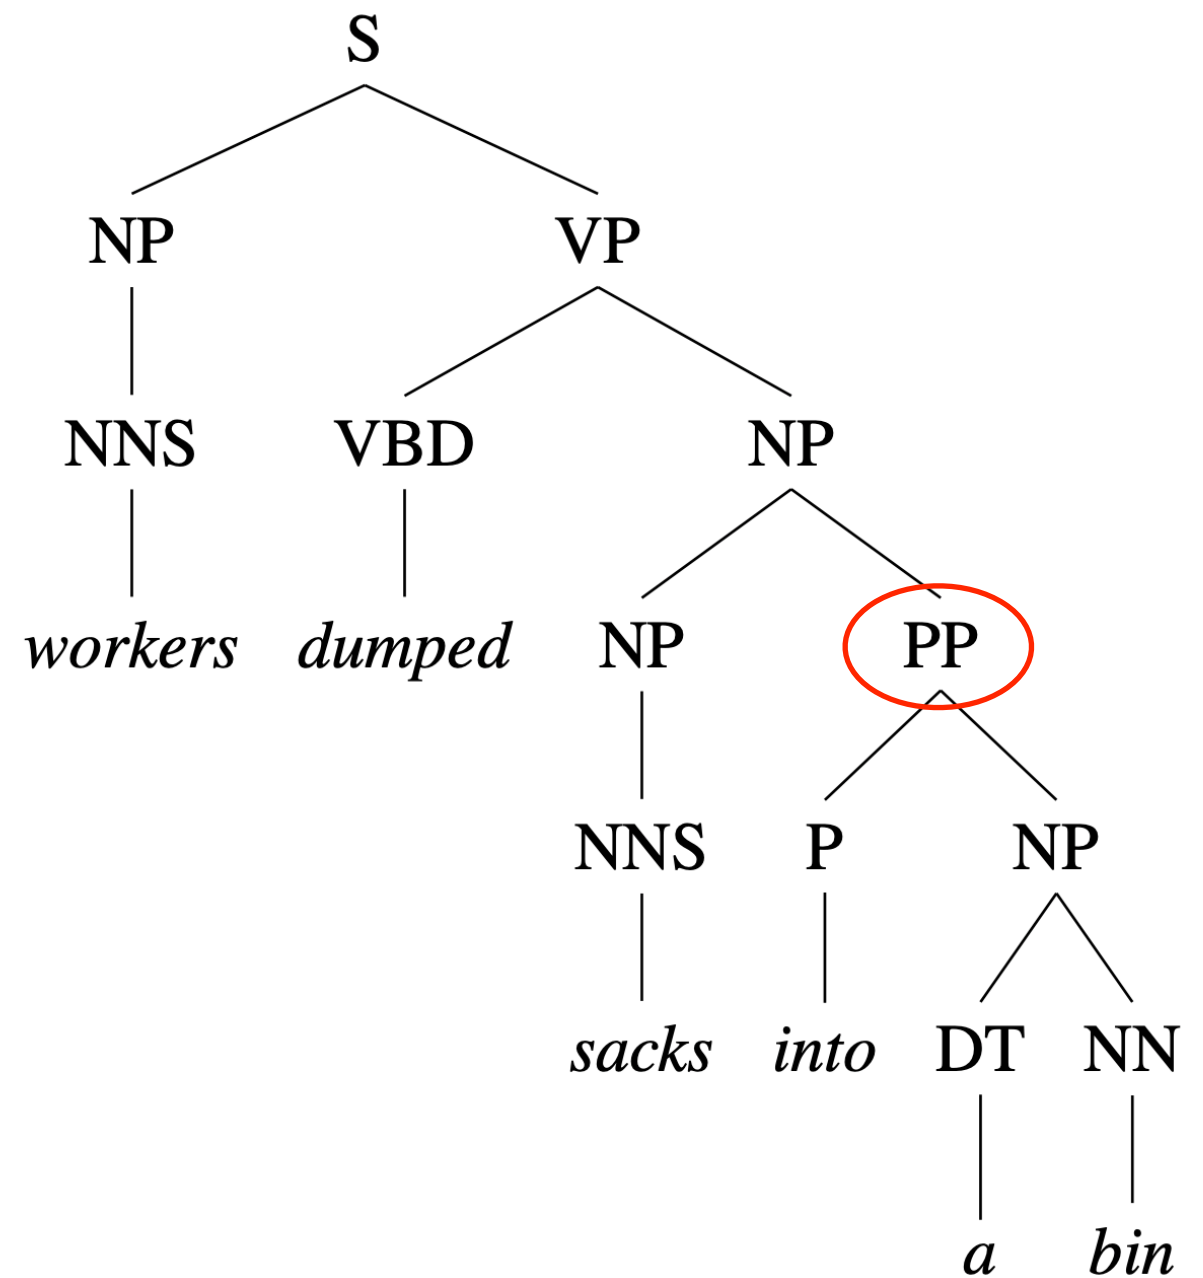 S
NP VP
NNS VBD NP
workers dumped NP PP
NNS P NP
sacks into DT NN
a bin